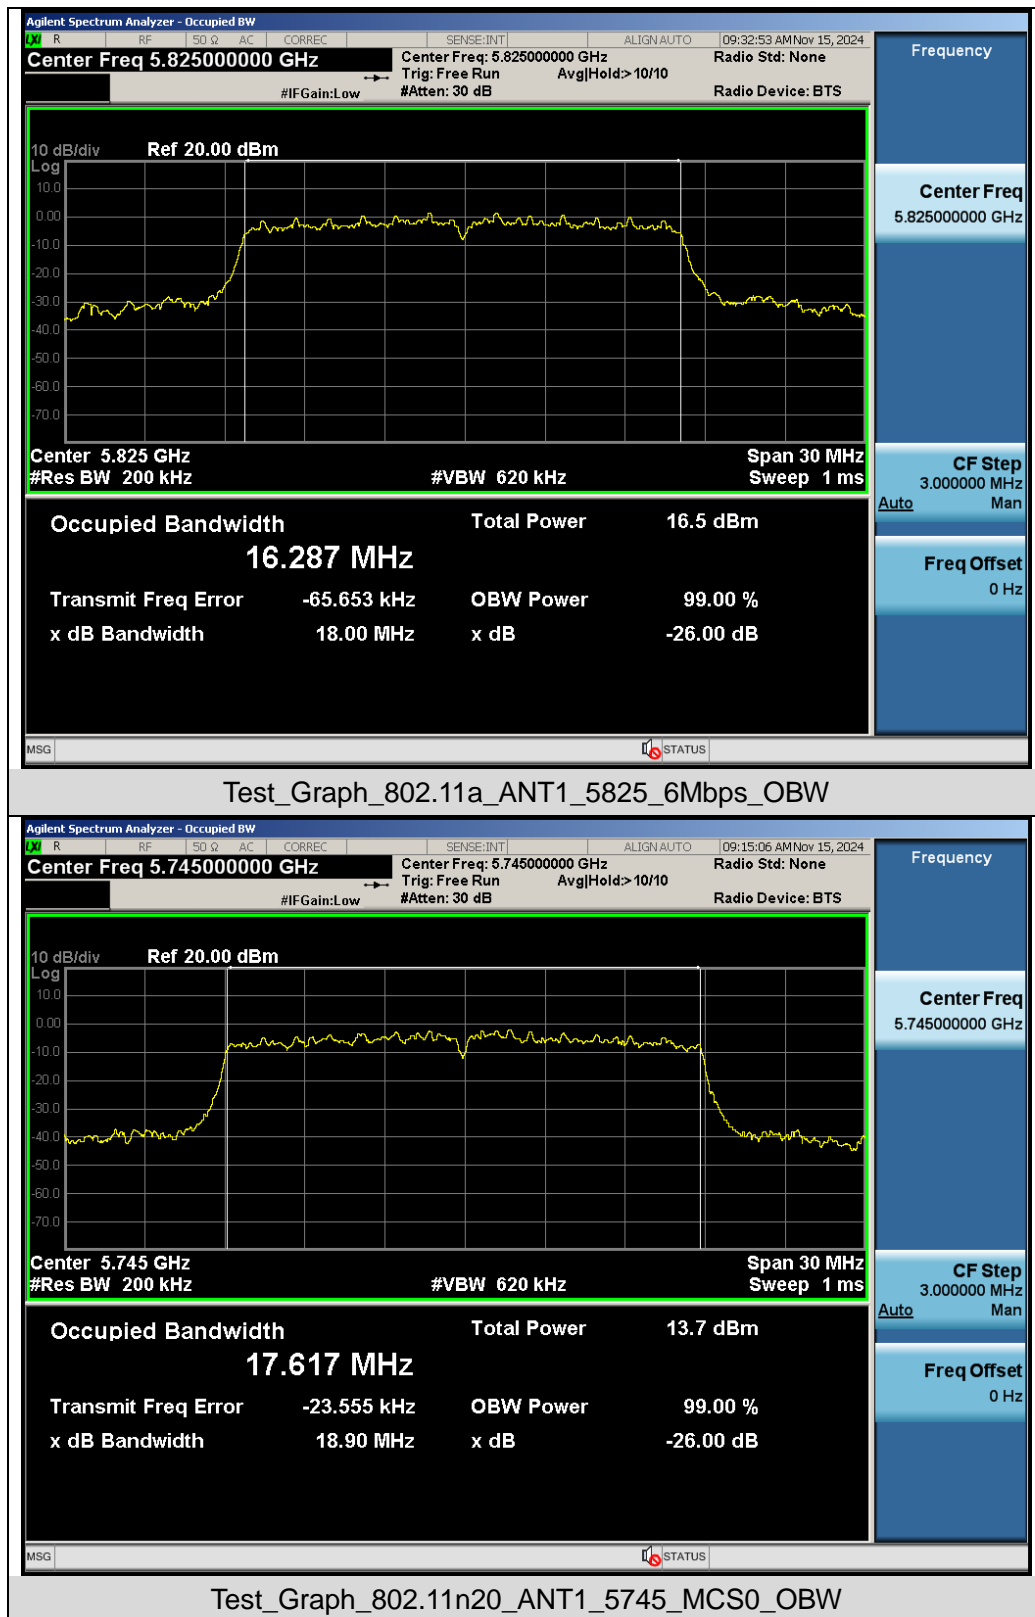 Agilent Spectrum Analyzer - Occupied BW
LXI R RF 50 Ω AC CORREC SENSE:INT ALIGN AUTO 09:32:53 AM Nov 15, 2024
Center Freq 5.825000000 GHz Center Freq: 5.825000000 GHz Radio Std: None Frequency
Trig: Free Run Avg|Hold:> 10/10
#IFGain:Low #Atten: 30 dB Radio Device: BTS
10 dB/div Ref 20.00 dBm
Log
10.0
0.00
-10.0
-20.0
-30.0
-40.0
-50.0
-60.0
-70.0
Center Freq
5.825000000 GHz
Center 5.825 GHz Span 30 MHz
#Res BW 200 kHz #VBW 620 kHz Sweep 1 ms
CF Step
3.000000 MHz
Auto Man
Occupied Bandwidth Total Power 16.5 dBm
16.287 MHz
Freq Offset
0 Hz
Transmit Freq Error -65.653 kHz OBW Power 99.00 %
x dB Bandwidth 18.00 MHz x dB -26.00 dB
MSG STATUS
Test_Graph_802.11a_ANT1_5825_6Mbps_OBW
Agilent Spectrum Analyzer - Occupied BW
LXI R RF 50 Ω AC CORREC SENSE:INT ALIGN AUTO 09:15:06 AM Nov 15, 2024
Center Freq 5.745000000 GHz Center Freq: 5.745000000 GHz Radio Std: None Frequency
Trig: Free Run Avg|Hold:> 10/10
#IFGain:Low #Atten: 30 dB Radio Device: BTS
10 dB/div Ref 20.00 dBm
Log
10.0
0.00
-10.0
-20.0
-30.0
-40.0
-50.0
-60.0
-70.0
Center Freq
5.745000000 GHz
Center 5.745 GHz Span 30 MHz
#Res BW 200 kHz #VBW 620 kHz Sweep 1 ms
CF Step
3.000000 MHz
Auto Man
Occupied Bandwidth Total Power 13.7 dBm
17.617 MHz
Freq Offset
0 Hz
Transmit Freq Error -23.555 kHz OBW Power 99.00 %
x dB Bandwidth 18.90 MHz x dB -26.00 dB
MSG STATUS
Test_Graph_802.11n20_ANT1_5745_MCS0_OBW